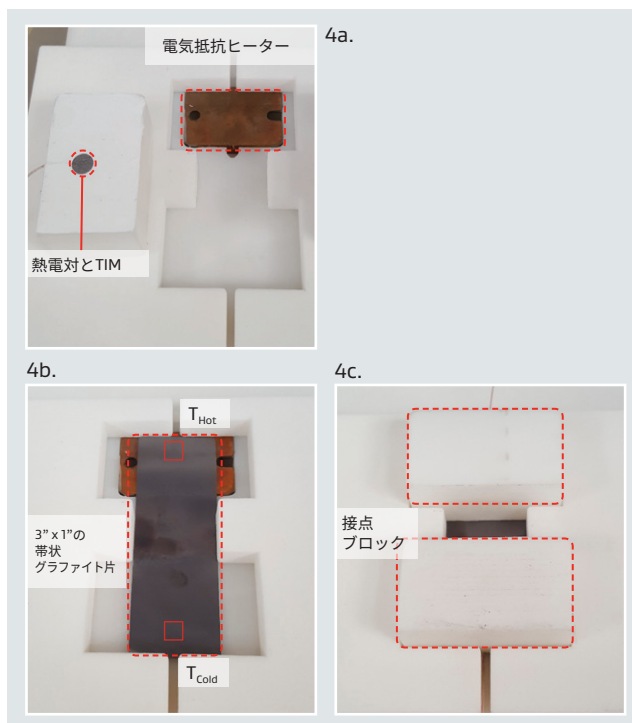 4a.
電気抵抗ヒーター
熱電対とTIM
4b.
T_Hot
3” x 1”の
帯状
グラファイト片
T_Cold
4c.
接点
ブロック